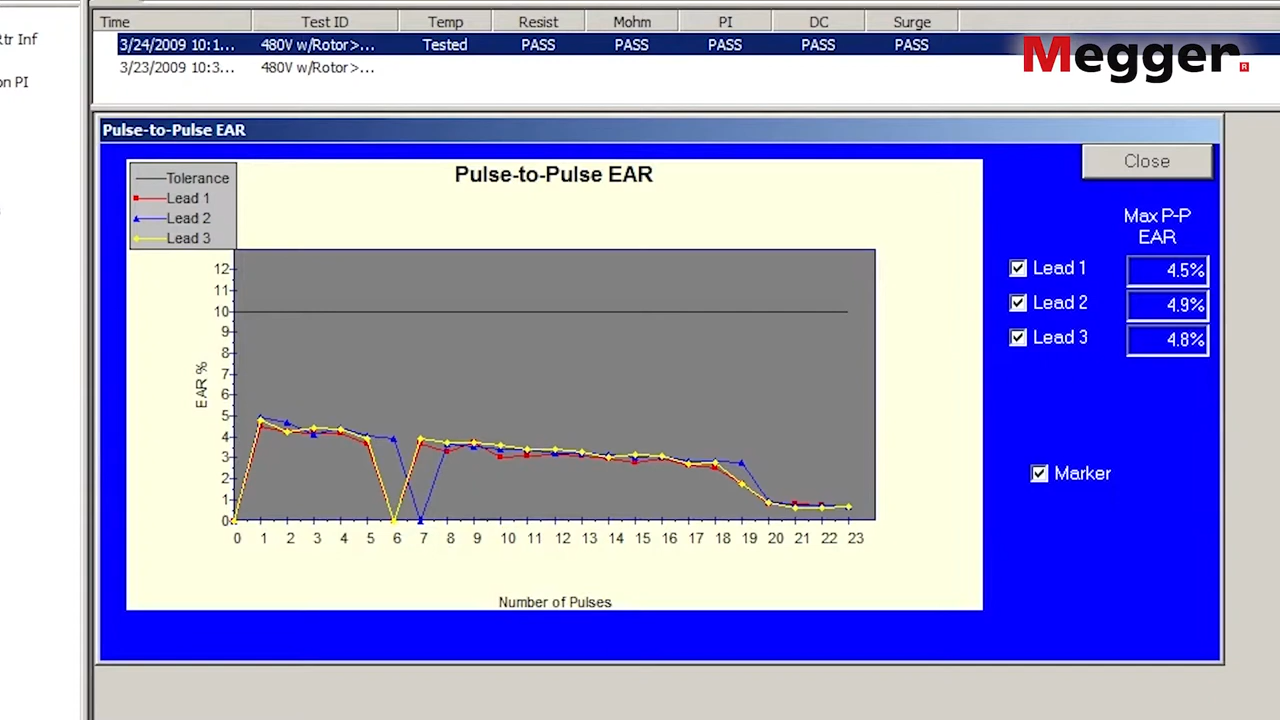 Time Test ID Temp Resist Mohm PI DC Surge
3/24/2009 10:1... 480V w/Rotor>... Tested PASS PASS PASS PASS PASS
3/23/2009 10:3... 480V w/Rotor>...
Megger.
R
tr Inf
on PI
Pulse-to-Pulse EAR
Close
Pulse-to-Pulse EAR
Tolerance
Lead 1
Lead 2
Lead 3
Max P-P
EAR
Lead 1 4.5%
Lead 2 4.9%
Lead 3 4.8%
Marker
EAR %
12
11
10
9
8
7
6
5
4
3
2
1
0
0 1 2 3 4 5 6 7 8 9 10 11 12 13 14 15 16 17 18 19 20 21 22 23
Number of Pulses